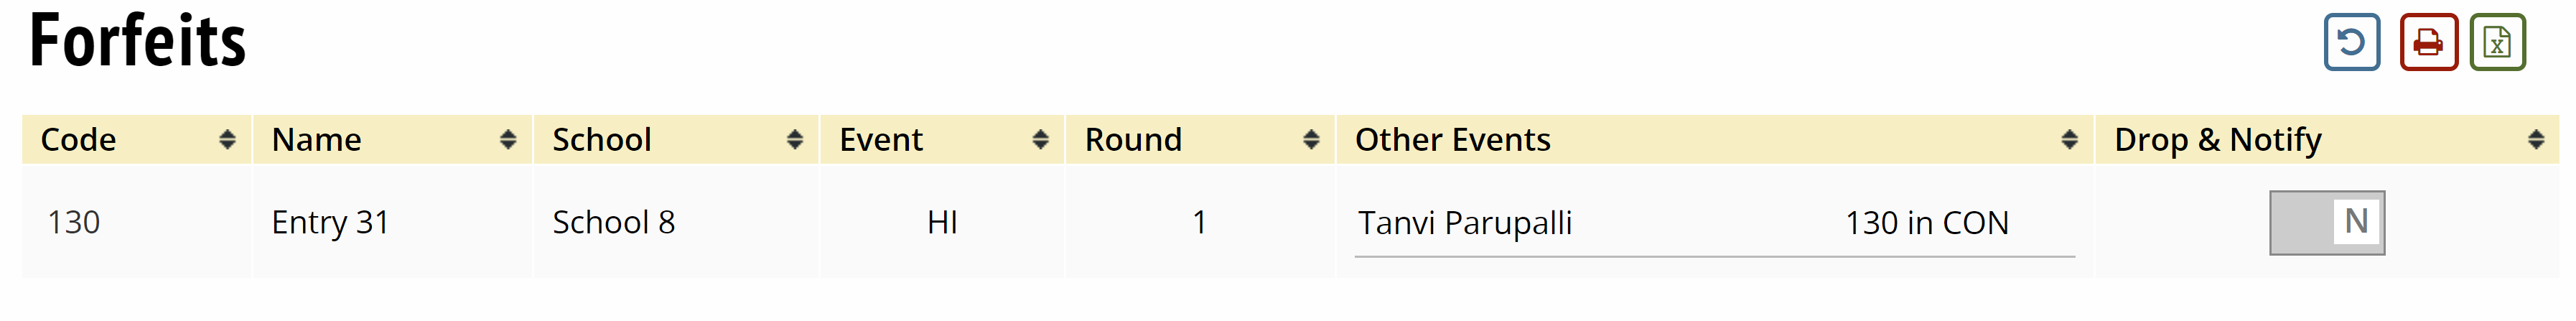 Forfeits
Code Name School Event Round Other Events Drop & Notify
130 Entry 31 School 8 HI 1 Tanvi Parupalli 130 in CON N